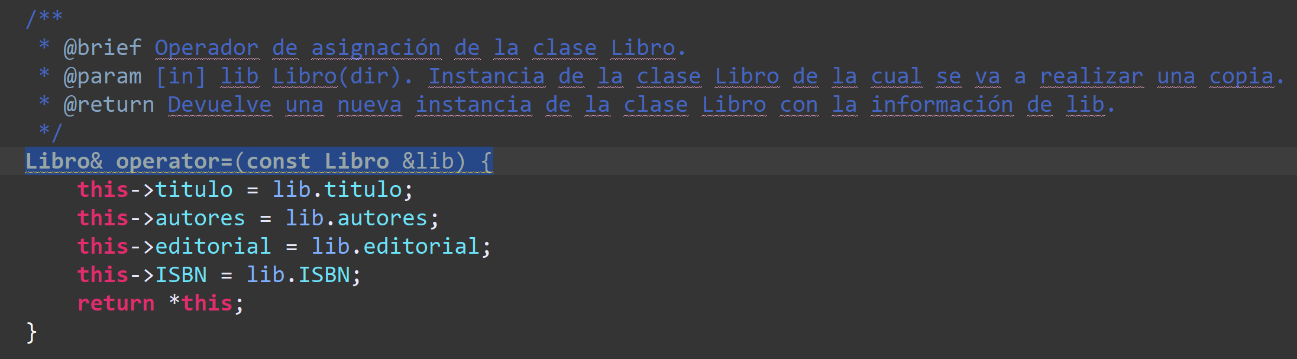 /**
 * @brief Operador de asignación de la clase Libro.
 * @param [in] lib Libro(dir). Instancia de la clase Libro de la cual se va a realizar una copia.
 * @return Devuelve una nueva instancia de la clase Libro con la información de lib.
 */
Libro& operator=(const Libro &lib) {
    this->titulo = lib.titulo;
    this->autores = lib.autores;
    this->editorial = lib.editorial;
    this->ISBN = lib.ISBN;
    return *this;
}